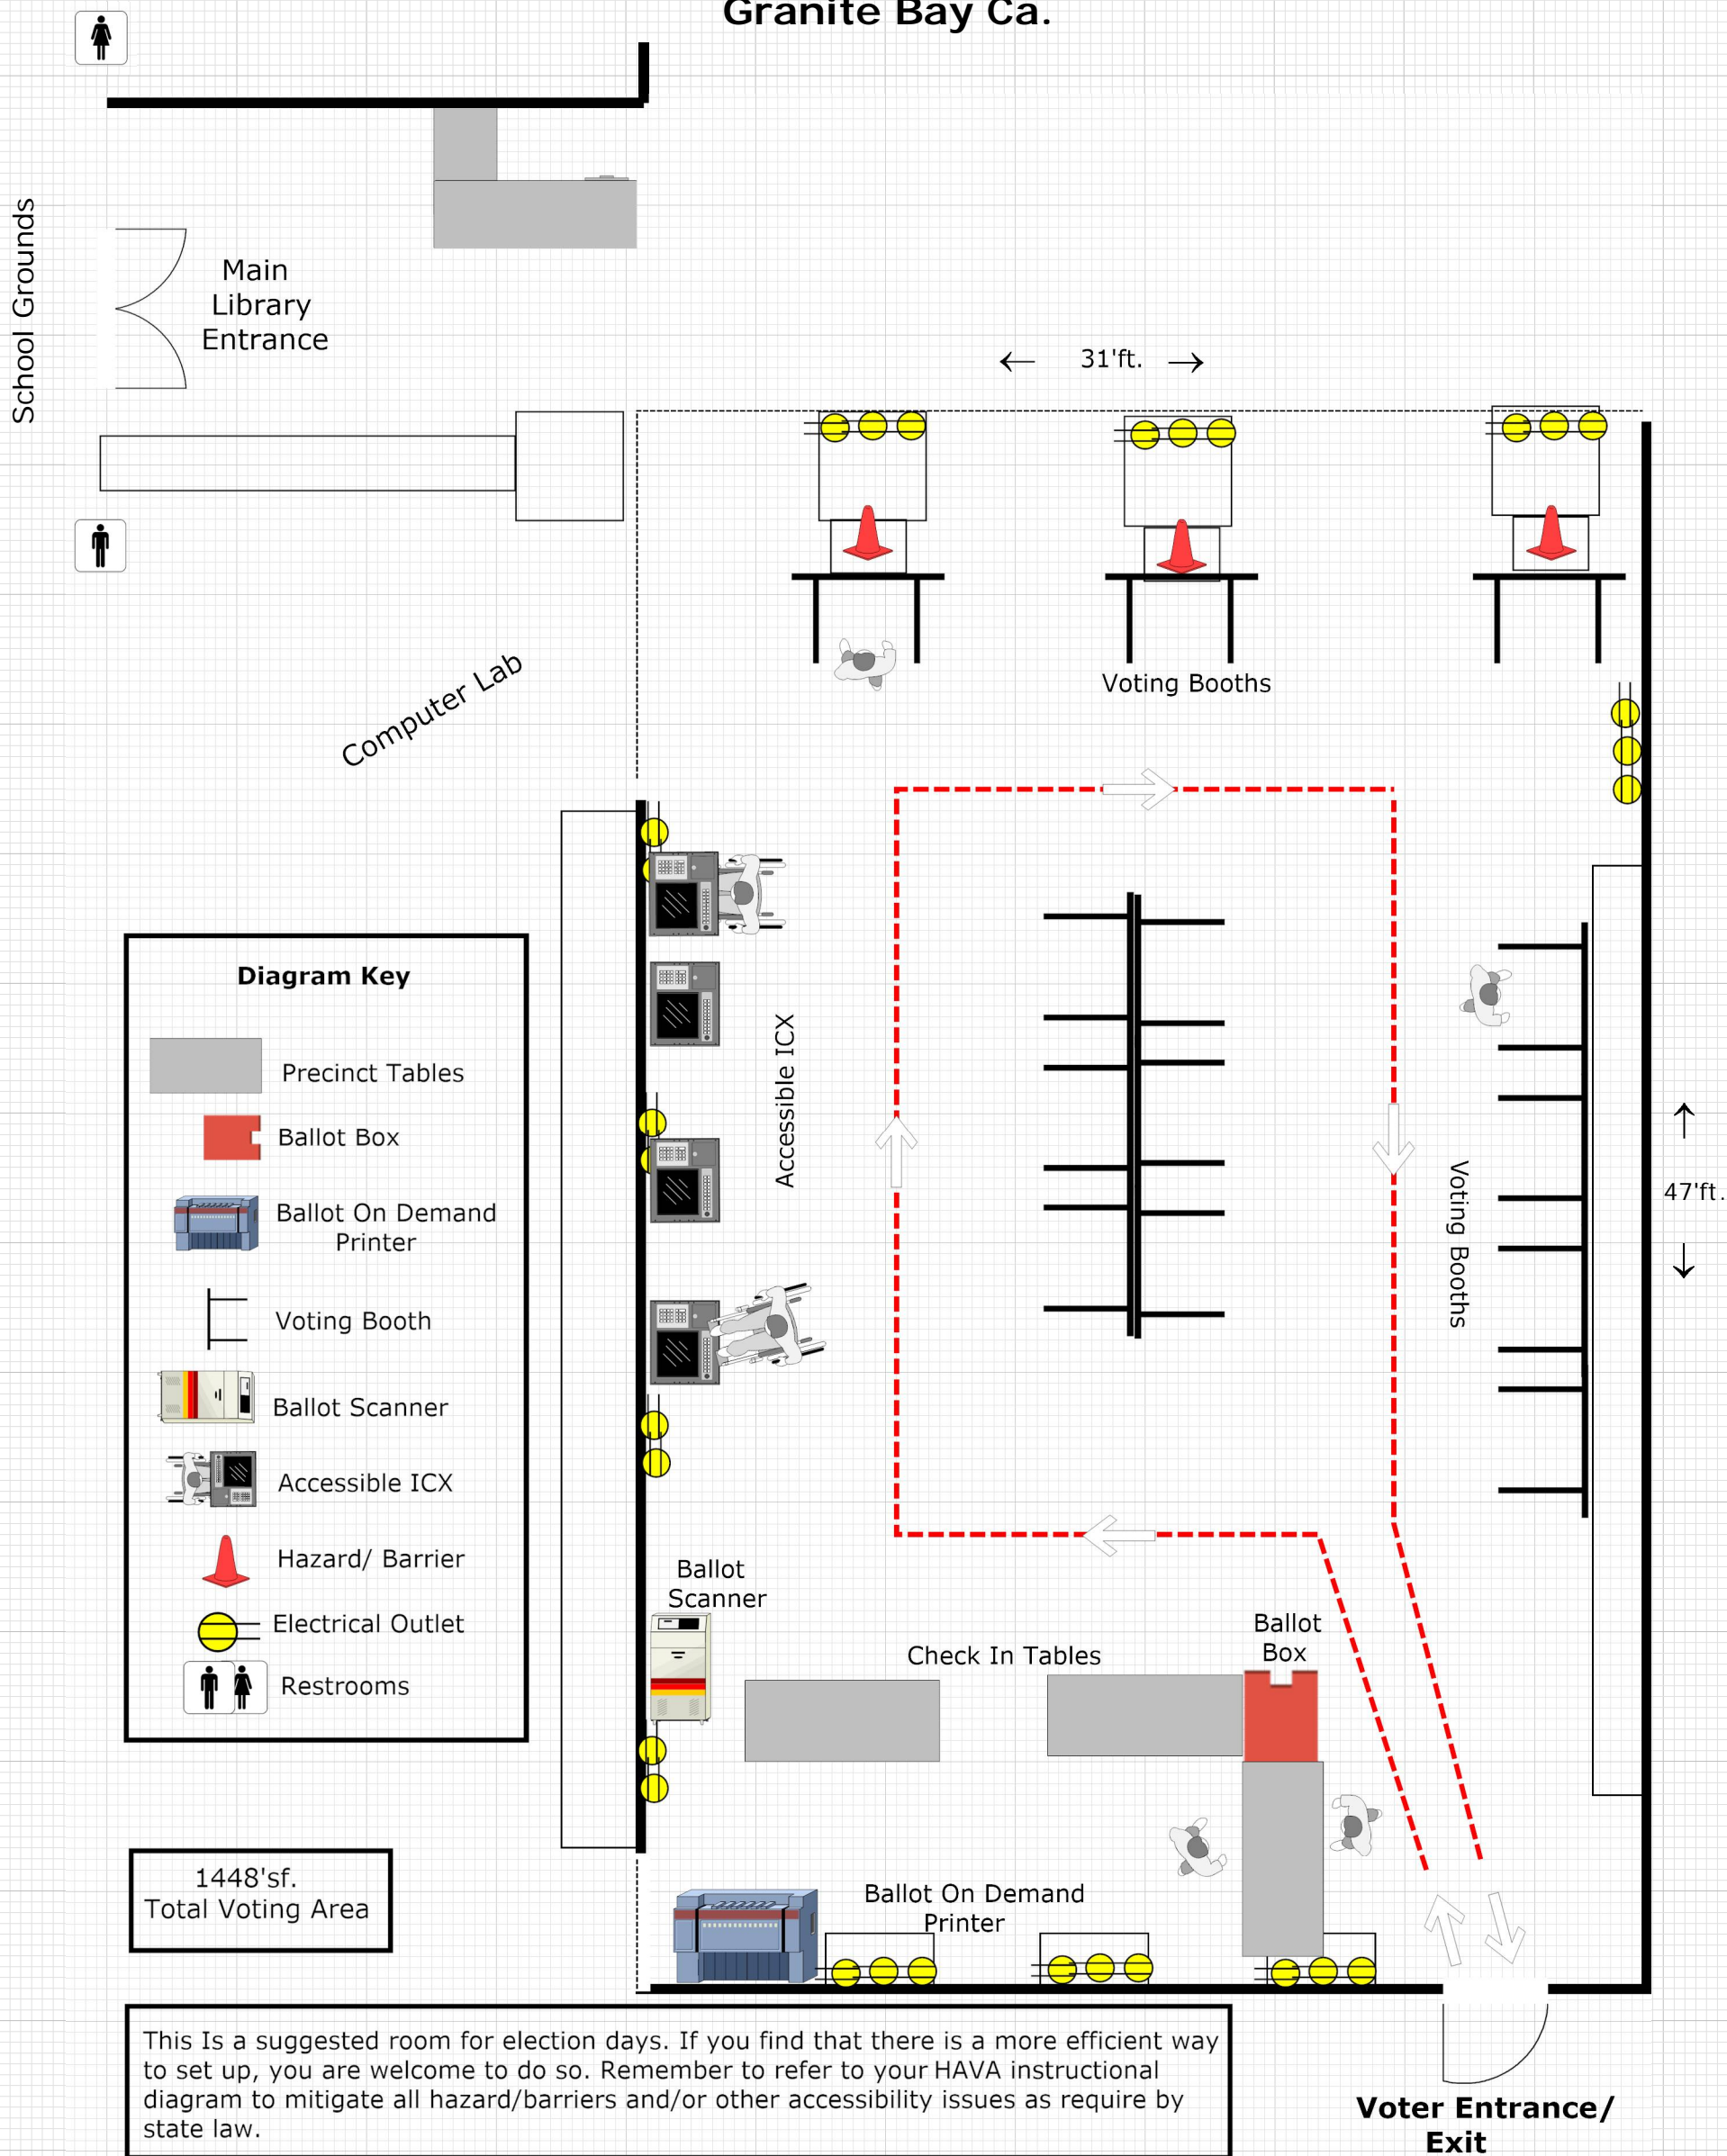 Granite Bay Ca.
School Grounds
Main
Library
Entrance
31'ft.
Computer Lab
Voting Booths
Accessible ICX
Voting Booths
47'ft.
Diagram Key
Precinct Tables
Ballot Box
Ballot On Demand
Printer
Voting Booth
Ballot Scanner
Accessible ICX
Hazard/ Barrier
Electrical Outlet
Restrooms
Ballot
Scanner
Check In Tables
Ballot
Box
Ballot On Demand
Printer
1448'sf.
Total Voting Area
This Is a suggested room for election days. If you find that there is a more efficient way
to set up, you are welcome to do so. Remember to refer to your HAVA instructional
diagram to mitigate all hazard/barriers and/or other accessibility issues as require by
state law.
Voter Entrance/
Exit